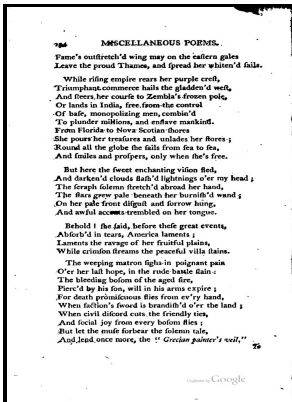 294 MISCELLANEOUS POEMS.
Fame's outſtretch'd wing may on the eaſtern gales
Leave the proud Thames, and ſpread her whiten'd ſails.
While riſing empire rears her purple creſt,
Triumphant commerce hails the gladden'd weſt,
And ſteers her courſe to Zembla's frozen pole,
Or lands in India, free from the control
Of baſe, monopolizing men, combin'd
To plunder millions, and enſlave mankind.
From Florida to Nova Scotian ſhores
She pours her treaſures and unlades her ſtores ;
Round all the globe ſhe ſails from ſea to ſea,
And ſmiles and proſpers, only when ſhe's free.
But here the ſweet enchanting viſion fled,
And darken'd clouds flaſh'd lightnings o'er my head ;
The ſeraph ſolemn ſtretch'd abroad her hand,
The ſtars grew pale beneath her burniſh'd wand ;
On her pale front diſguſt and ſorrow hung,
And awful accents trembled on her tongue.
Behold ! ſhe ſaid, before theſe great events,
Abſorb'd in tears, America laments ;
Laments the ravage of her fruitful plains,
While crimſon ſtreams the peaceful villa ſtains.
The weeping matron ſighs in poignant pain
O'er her laſt hope, in the rude battle ſlain :
The bleeding boſom of the aged ſire,
Pierc'd by his ſon, will in his arms expire ;
For death promiſcuous flies from ev'ry hand,
When faction's ſword is brandiſh'd o'er the land ;
When civil diſcord cuts the friendly ties,
And ſocial joy from every boſom flies ;
But let the muſe forbear the ſolemn tale,
And lend once more, the " Grecian painter's veil,"
To
Digitized by Google